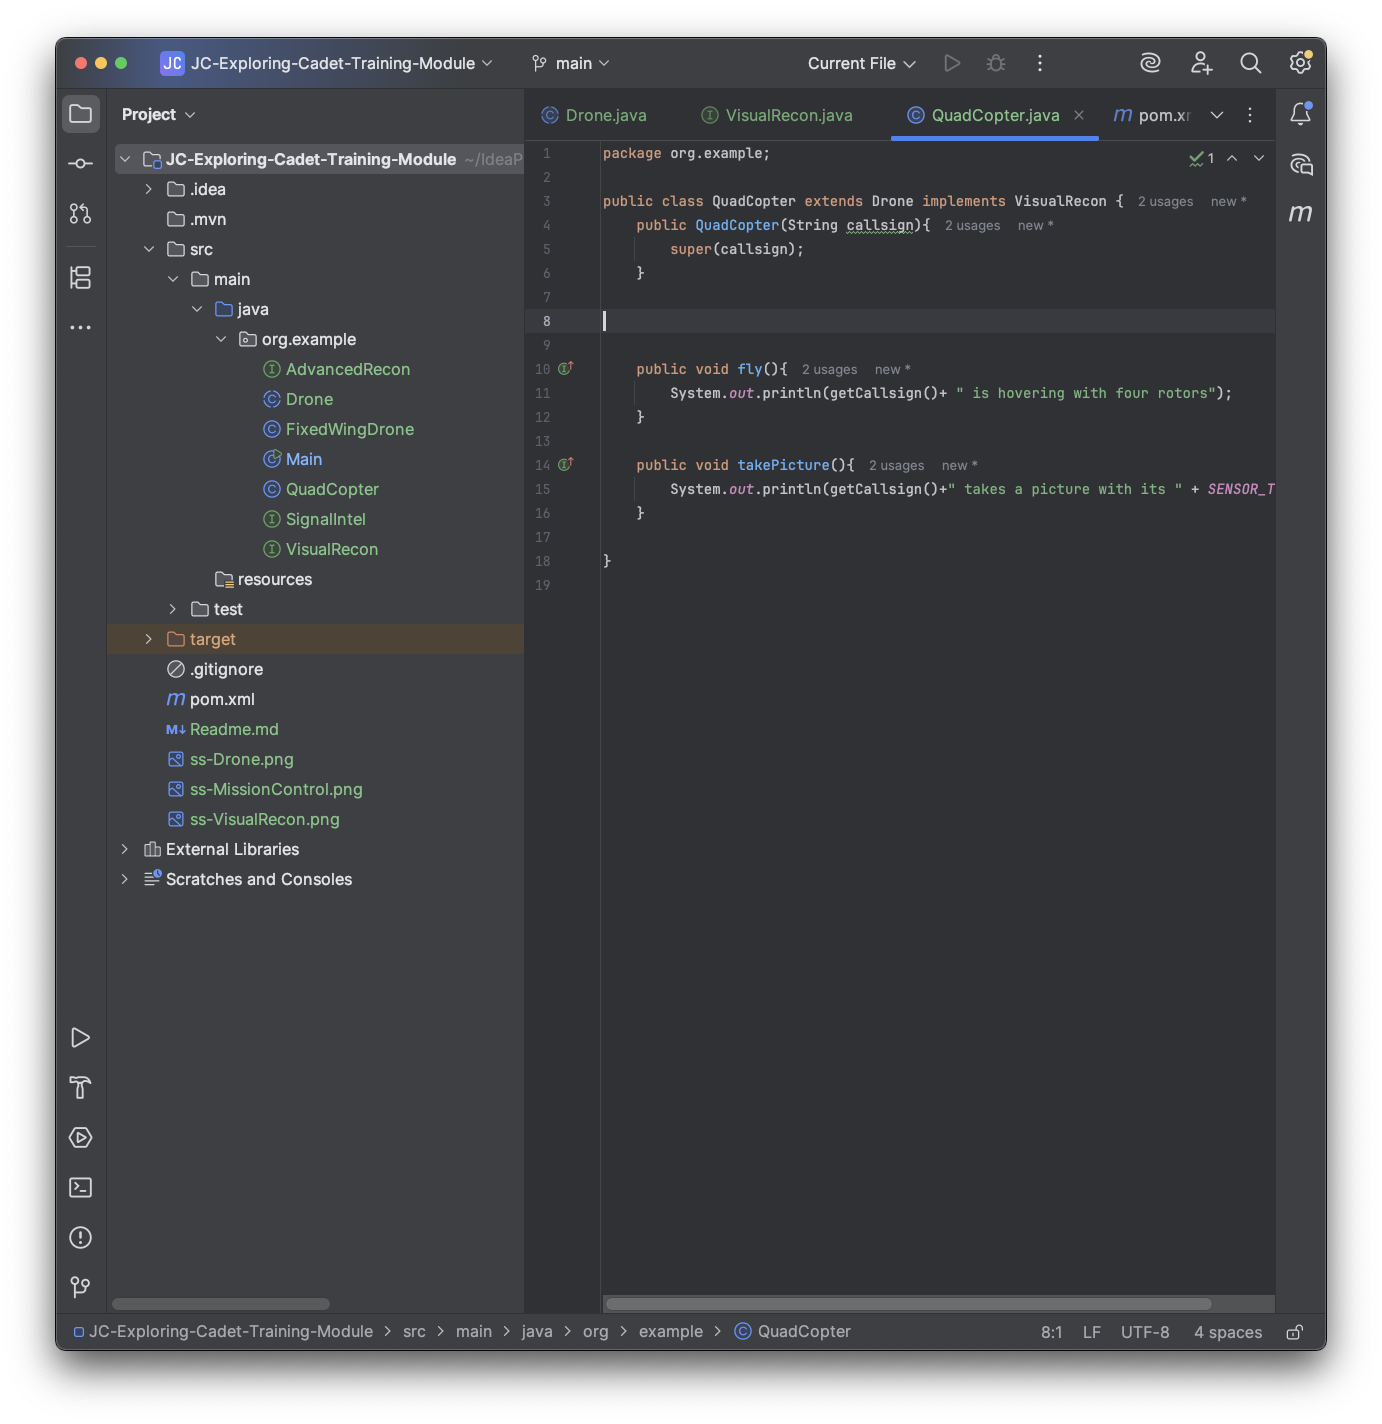 JC JC-Exploring-Cadet-Training-Module main Current File
Project
Drone.java VisualRecon.java QuadCopter.java pom.xr
JC-Exploring-Cadet-Training-Module ~/IdeaP
.idea
.mvn
src
main
java
org.example
AdvancedRecon
Drone
FixedWingDrone
Main
QuadCopter
SignalIntel
VisualRecon
resources
test
target
.gitignore
pom.xml
Readme.md
ss-Drone.png
ss-MissionControl.png
ss-VisualRecon.png
External Libraries
Scratches and Consoles
1 package org.example; 1
2
3 public class QuadCopter extends Drone implements VisualRecon { 2 usages new *
4 public QuadCopter(String callsign){ 2 usages new *
5 super(callsign);
6 }
7
8
9
10 public void fly(){ 2 usages new *
11 System.out.println(getCallsign()+ " is hovering with four rotors");
12 }
13
14 public void takePicture(){ 2 usages new *
15 System.out.println(getCallsign()+" takes a picture with its " + SENSOR_T
16 }
17
18 }
19
JC-Exploring-Cadet-Training-Module > src > main > java > org > example > QuadCopter 8:1 LF UTF-8 4 spaces